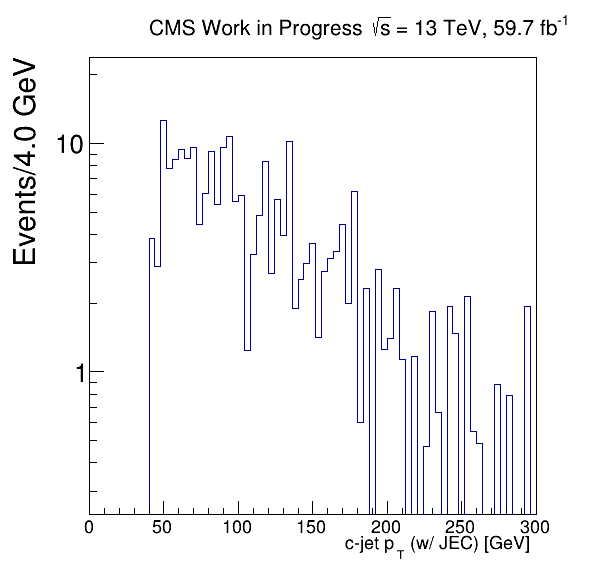 CMS Work in Progress √s = 13 TeV, 59.7 fb⁻¹
Events/4.0 GeV
10
1
0 50 100 150 200 250 300
c-jet p_T (w/ JEC) [GeV]